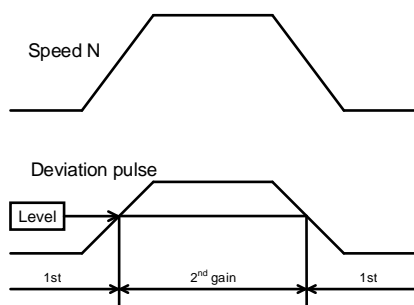 Speed N
Deviation pulse
Level
1st 2nd gain 1st